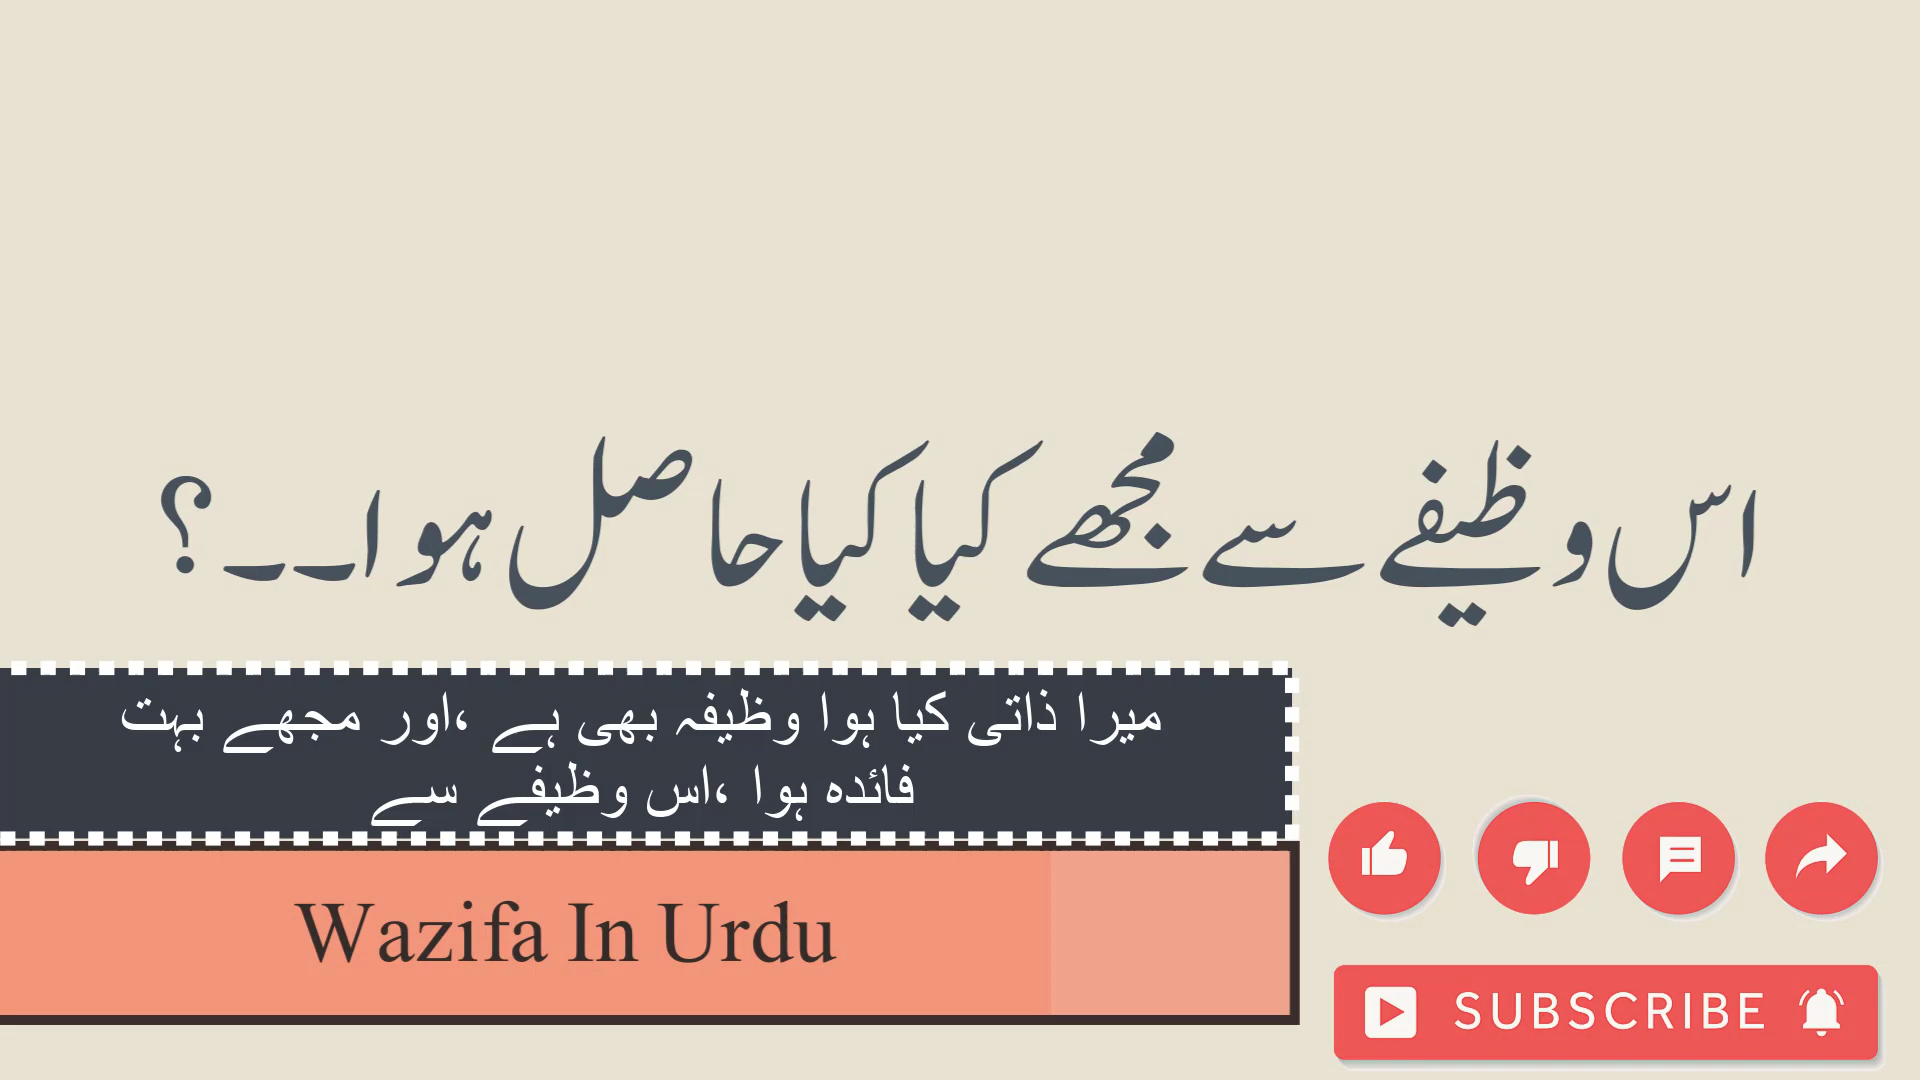 اس وظیفے سے مجھے کیا کیا حاصل ہوا۔۔؟
میرا ذاتی کیا ہوا وظیفہ بھی ہے ،اور مجھے بہت
فائدہ ہوا ،اس وظیفے سے
Wazifa In Urdu
SUBSCRIBE